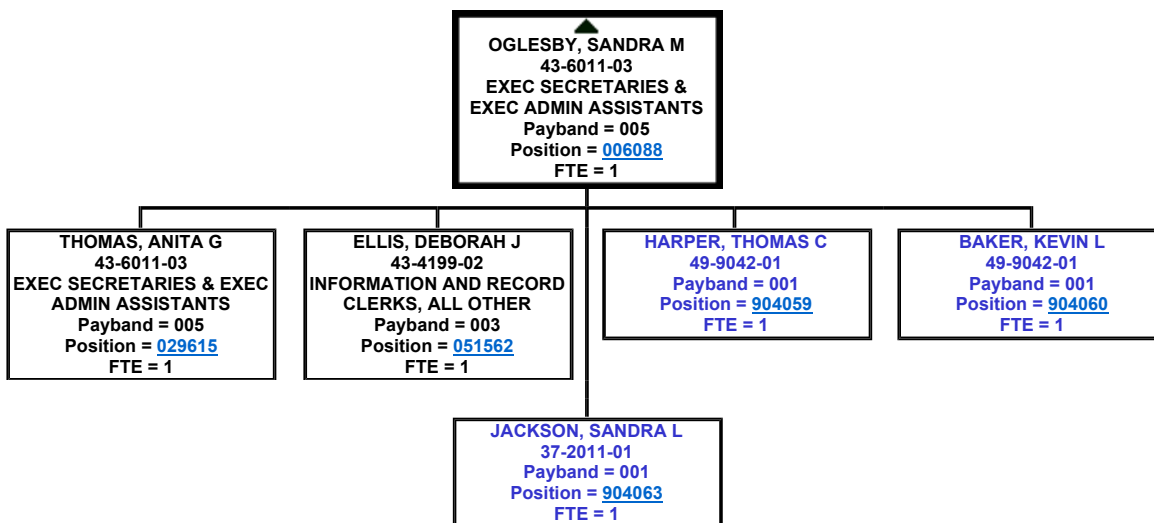 OGLESBY, SANDRA M
43-6011-03
EXEC SECRETARIES &
EXEC ADMIN ASSISTANTS
Payband = 005
Position = 006088
FTE = 1
THOMAS, ANITA G
43-6011-03
EXEC SECRETARIES & EXEC
ADMIN ASSISTANTS
Payband = 005
Position = 029615
FTE = 1
ELLIS, DEBORAH J
43-4199-02
INFORMATION AND RECORD
CLERKS, ALL OTHER
Payband = 003
Position = 051562
FTE = 1
HARPER, THOMAS C
49-9042-01
Payband = 001
Position = 904059
FTE = 1
BAKER, KEVIN L
49-9042-01
Payband = 001
Position = 904060
FTE = 1
JACKSON, SANDRA L
37-2011-01
Payband = 001
Position = 904063
FTE = 1